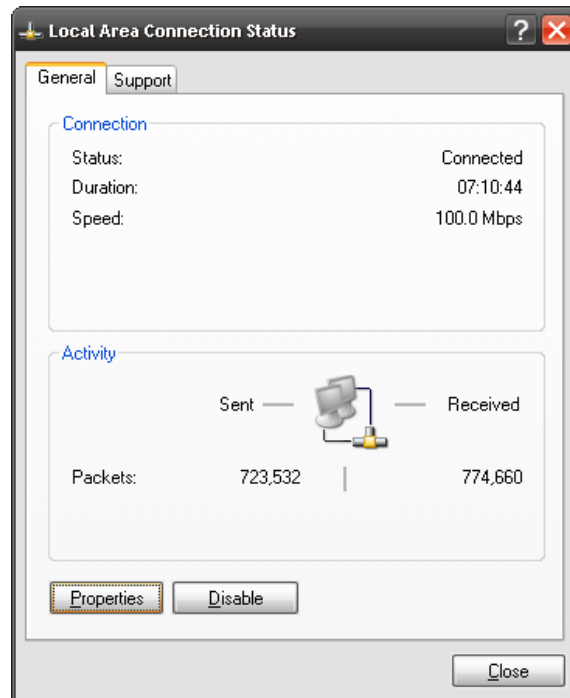 Local Area Connection Status
General Support
Connection
Status: Connected
Duration: 07:10:44
Speed: 100.0 Mbps
Activity
Sent Received
Packets: 723,532 774,660
Properties Disable
Close